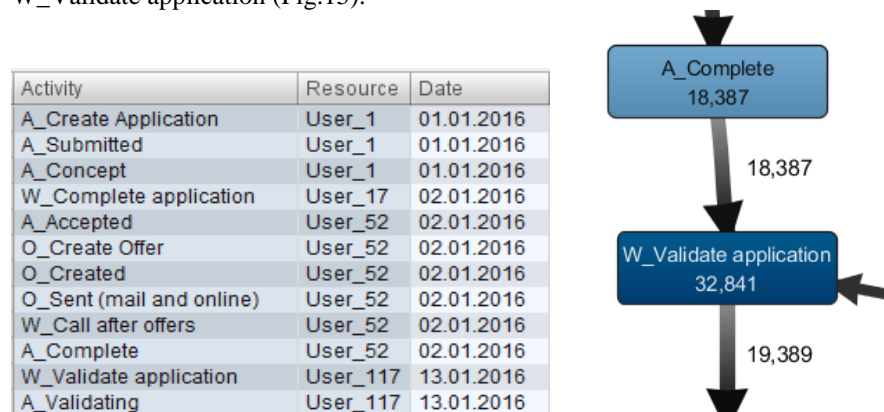 W_Validate application (Fig.15).
Activity Resource Date
A_Create Application User_1 01.01.2016
A_Submitted User_1 01.01.2016
A_Concept User_1 01.01.2016
W_Complete application User_17 02.01.2016
A_Accepted User_52 02.01.2016
O_Create Offer User_52 02.01.2016
O_Created User_52 02.01.2016
O_Sent (mail and online) User_52 02.01.2016
W_Call after offers User_52 02.01.2016
A_Complete User_52 02.01.2016
W_Validate application User_117 13.01.2016
A_Validating User_117 13.01.2016
A_Complete
18,387
18,387
W_Validate application
32,841
19,389